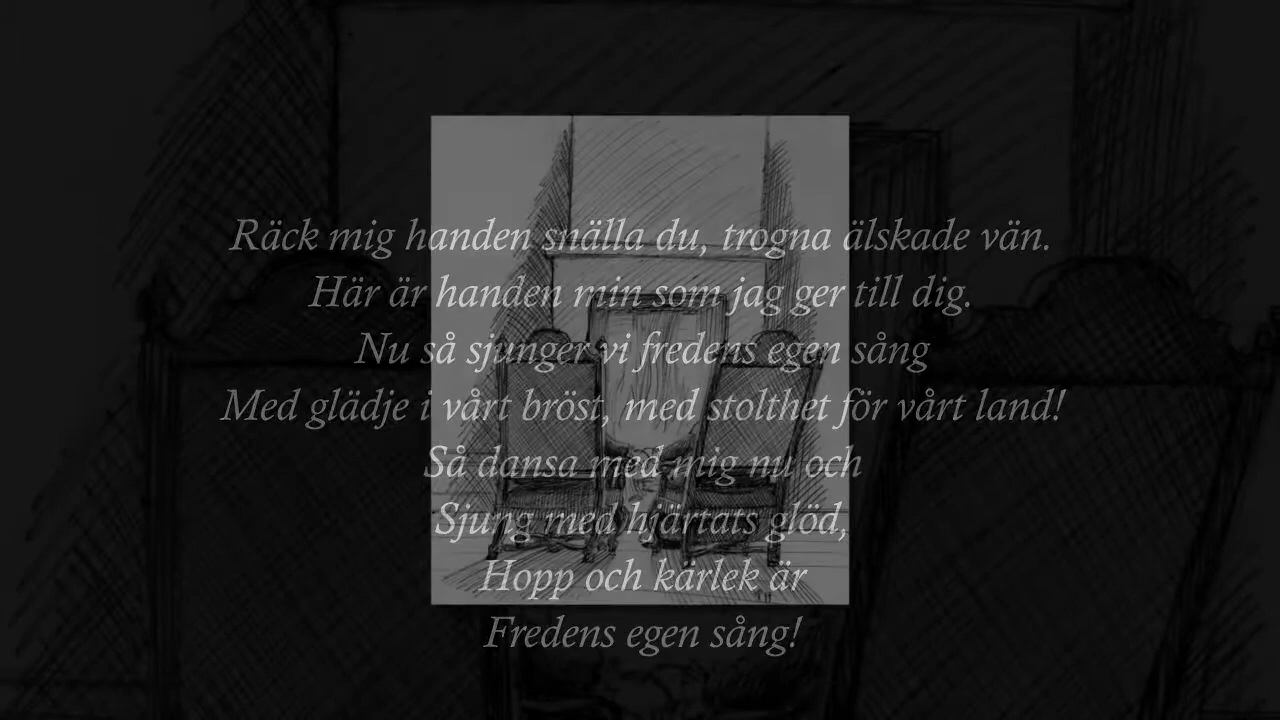 Räck mig handen snälla du, trogna älskade vän.
Här är handen min som jag ger till dig.
Nu så sjunger vi fredens egen sång
Med glädje i vårt bröst, med stolthet för vårt land!
Så dansa med mig nu och
Sjung med hjärtats glöd,
Hopp och kärlek är
Fredens egen sång!